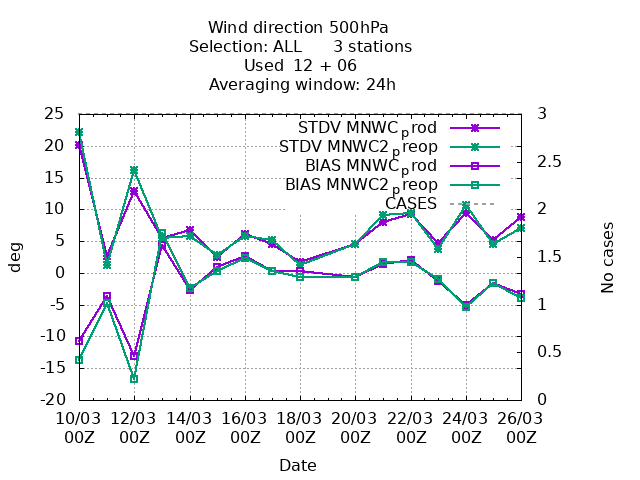 Wind direction 500hPa
Selection: ALL 3 stations
Used 12 + 06
Averaging window: 24h
25
20
15
10
5
0
-5
-10
-15
-20
deg
3
2.5
2
1.5
1
0.5
0
No cases
STDV MNWC_prod
STDV MNWC2_preop
BIAS MNWC_prod
BIAS MNWC2_preop
CASES
10/03 12/03 14/03 16/03 18/03 20/03 22/03 24/03 26/03
00Z 00Z 00Z 00Z 00Z 00Z 00Z 00Z 00Z
Date